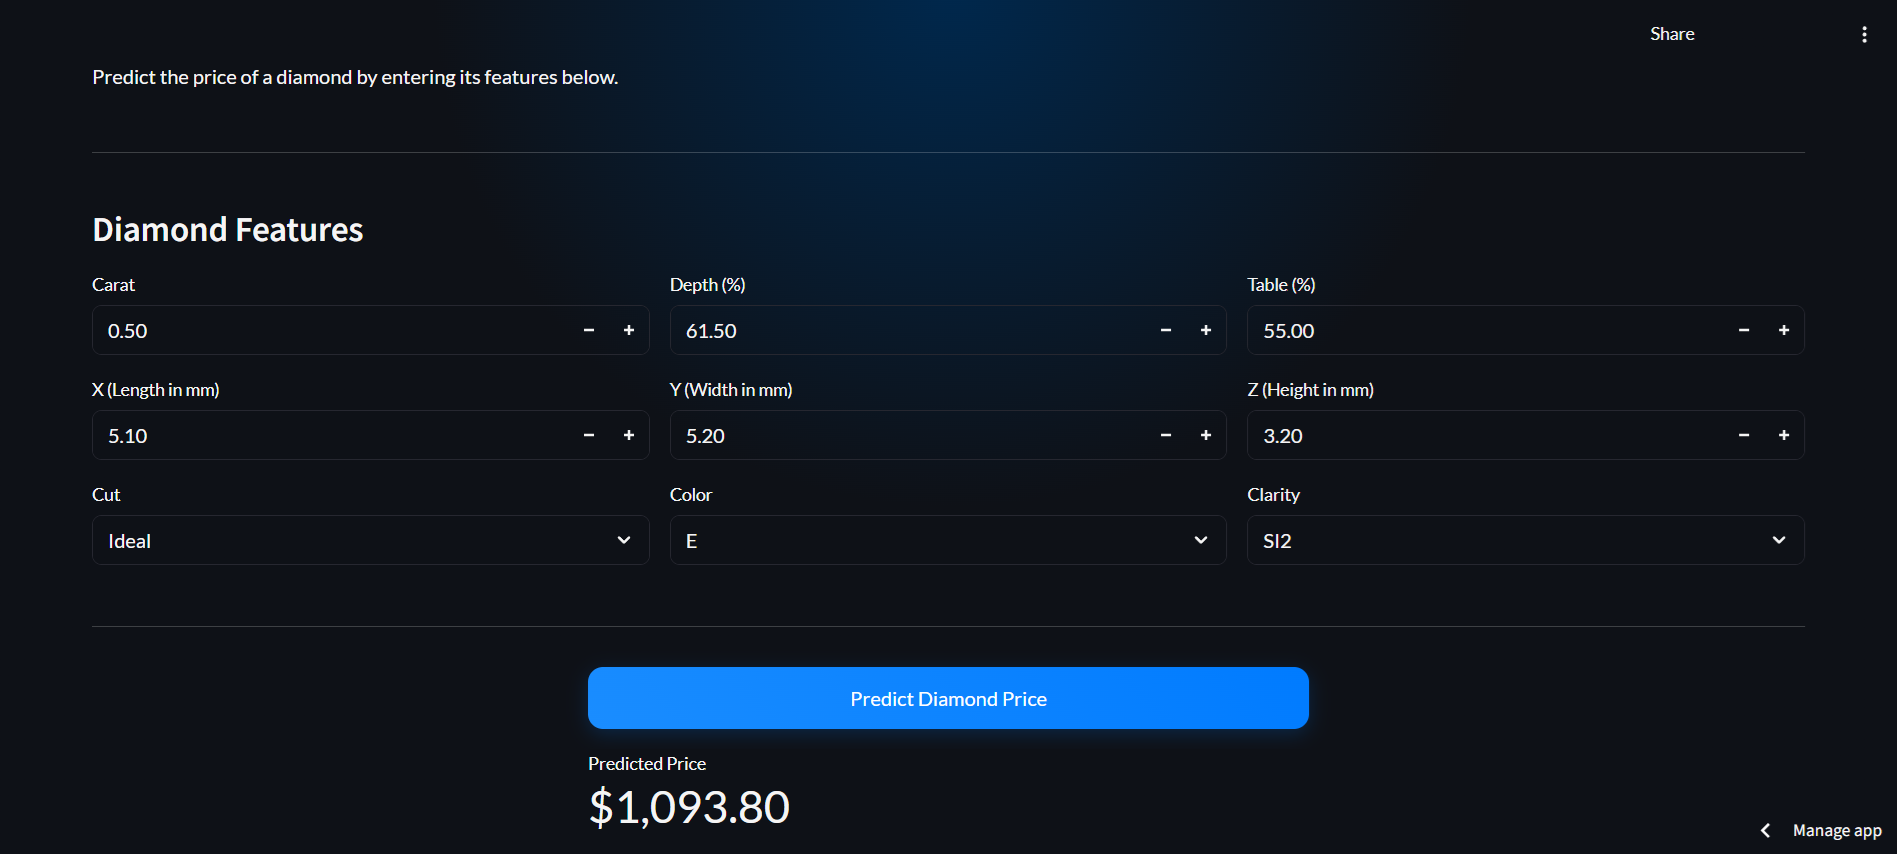 Share
Predict the price of a diamond by entering its features below.
Diamond Features
Carat Depth (%) Table (%)
0.50 − + 61.50 − + 55.00 − +
X (Length in mm) Y (Width in mm) Z (Height in mm)
5.10 − + 5.20 − + 3.20 − +
Cut Color Clarity
Ideal E SI2
Predict Diamond Price
Predicted Price
$1,093.80
Manage app